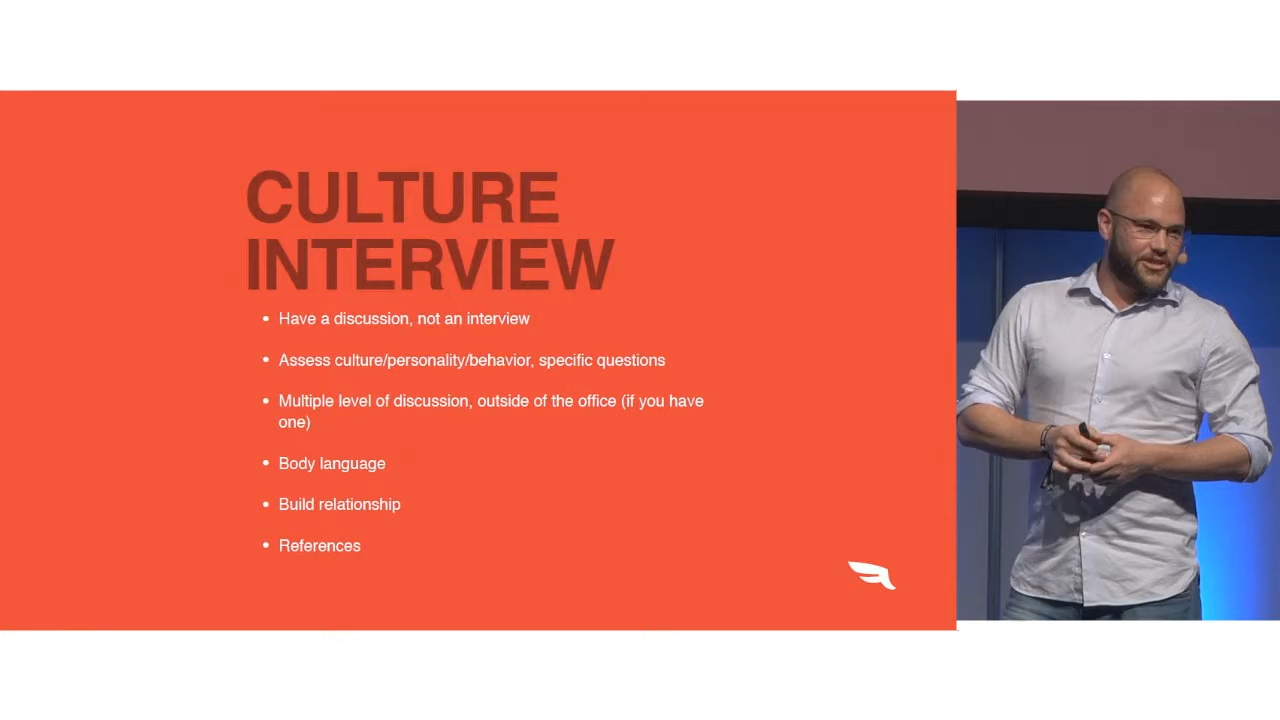 CULTURE
INTERVIEW
• Have a discussion, not an interview
• Assess culture/personality/behavior, specific questions
• Multiple level of discussion, outside of the office (if you have
one)
• Body language
• Build relationship
• References